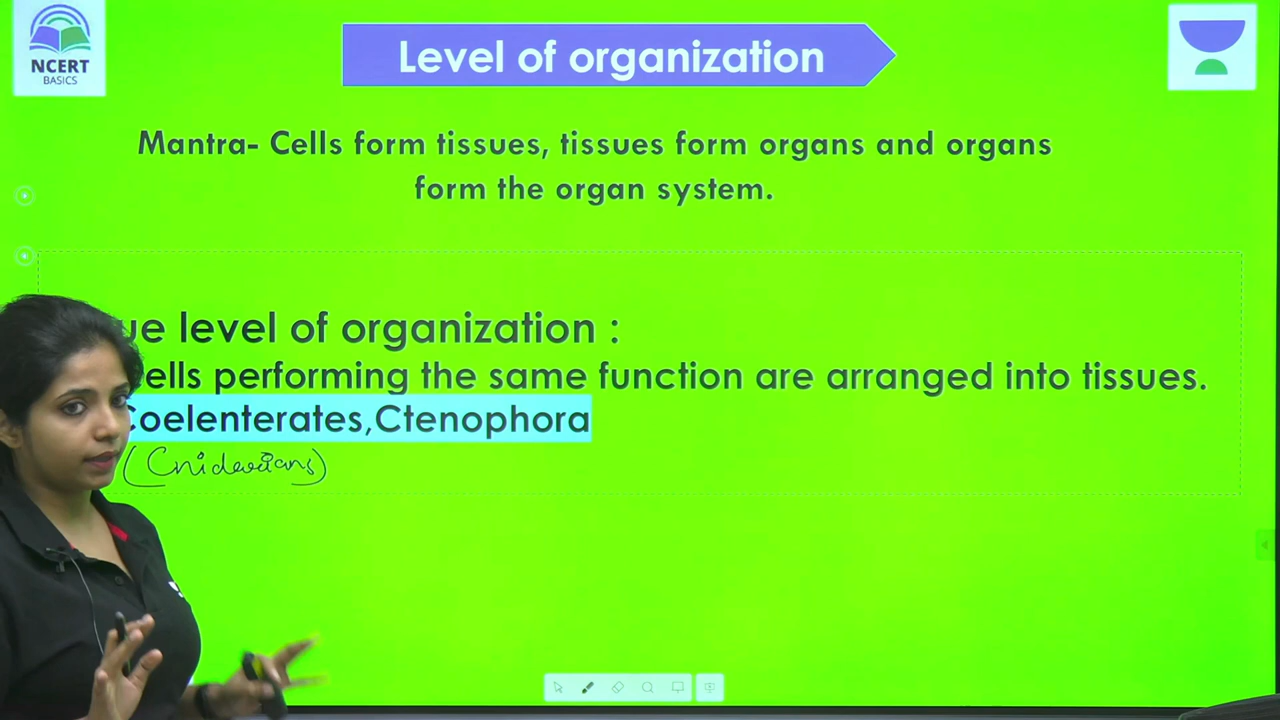 NCERT
BASICS
Level of organization
Mantra- Cells form tissues, tissues form organs and organs
form the organ system.
ue level of organization :
ells performing the same function are arranged into tissues.
Coelenterates,Ctenophora
(Cnidarians)